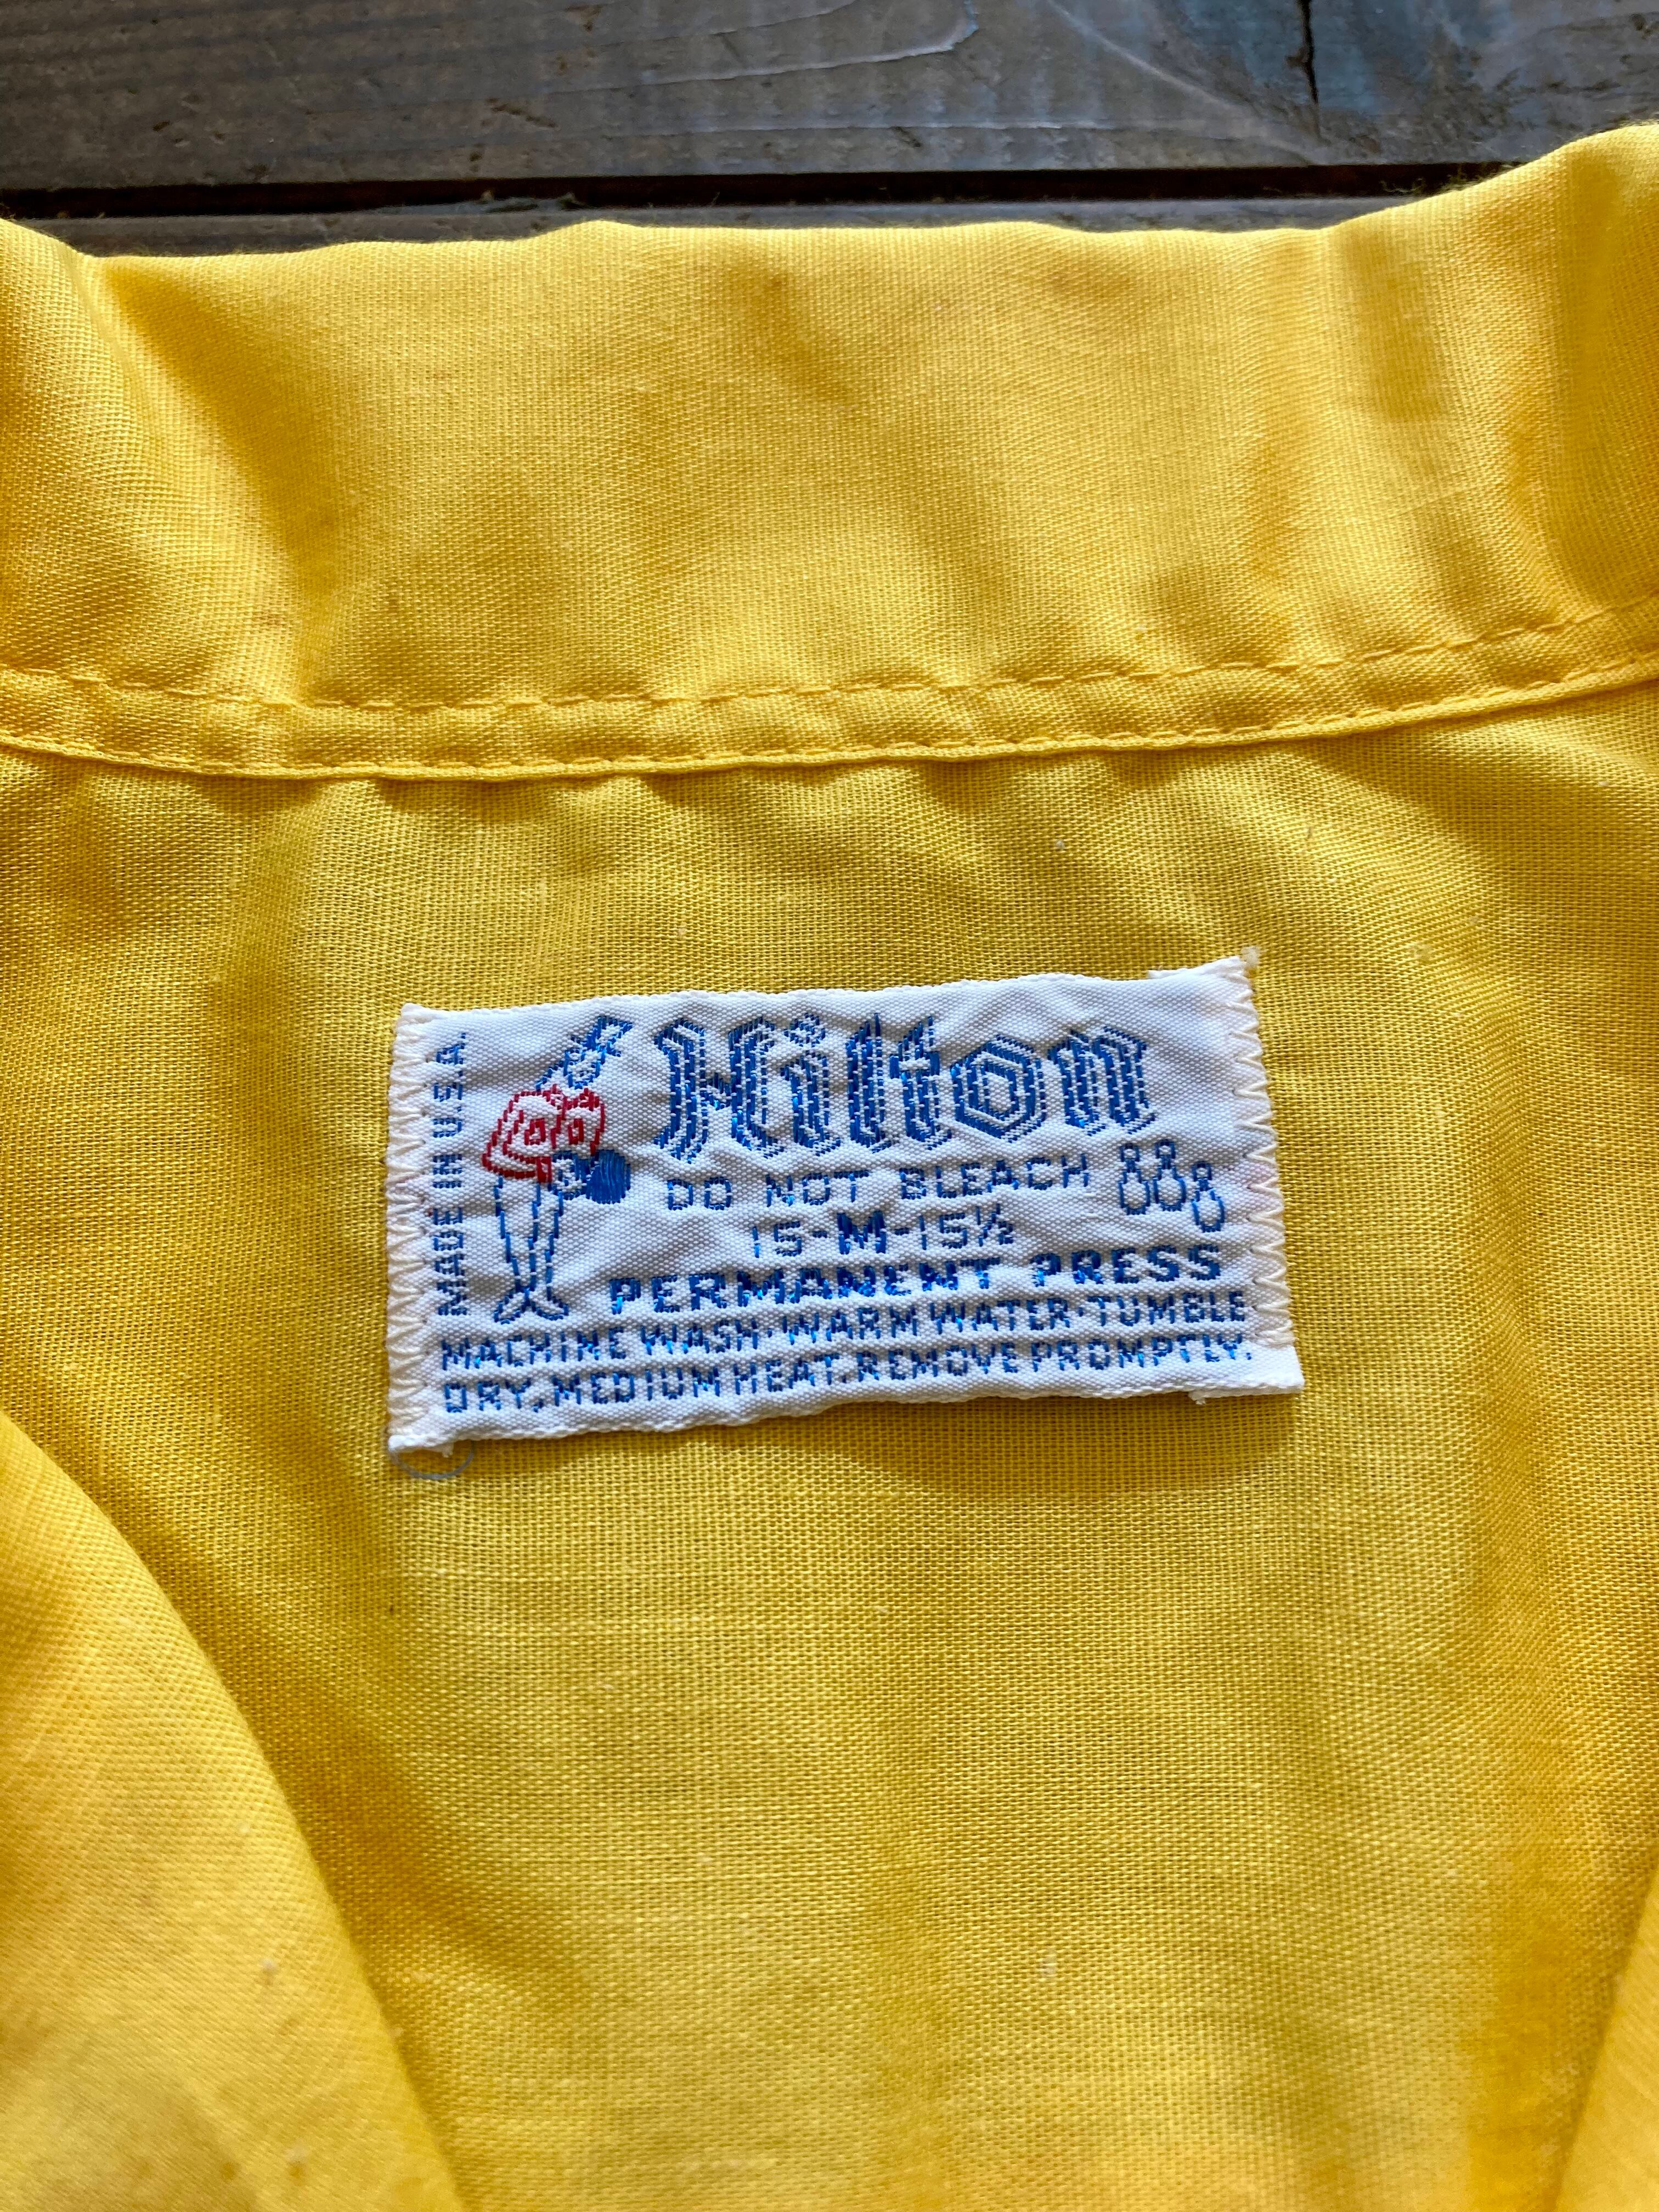 MADE IN U.S.A.
Hilton
DO NOT BLEACH
15-M-15½
PERMANENT PRESS
MACHINE WASH·WARM WATER·TUMBLE
DRY, MEDIUM HEAT. REMOVE PROMPTLY.